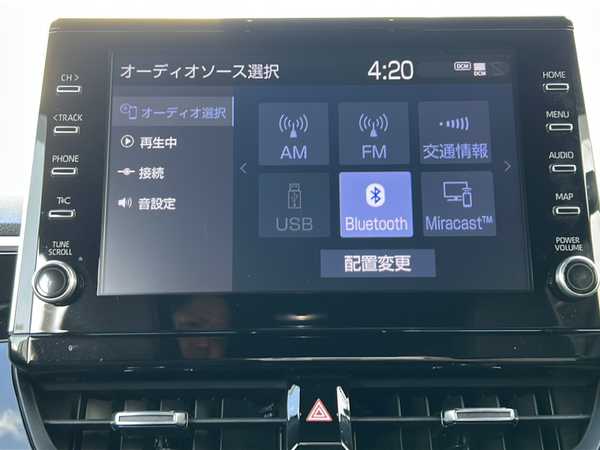 オーディオソース選択
4:20
DCM
DCM
オーディオ選択
再生中
接続
音設定
AM
FM
交通情報
USB
Bluetooth
Miracast™
配置変更
CH >
<TRACK
PHONE
T-C
TUNE
SCROLL
HOME
MENU
AUDIO
MAP
POWER
VOLUME